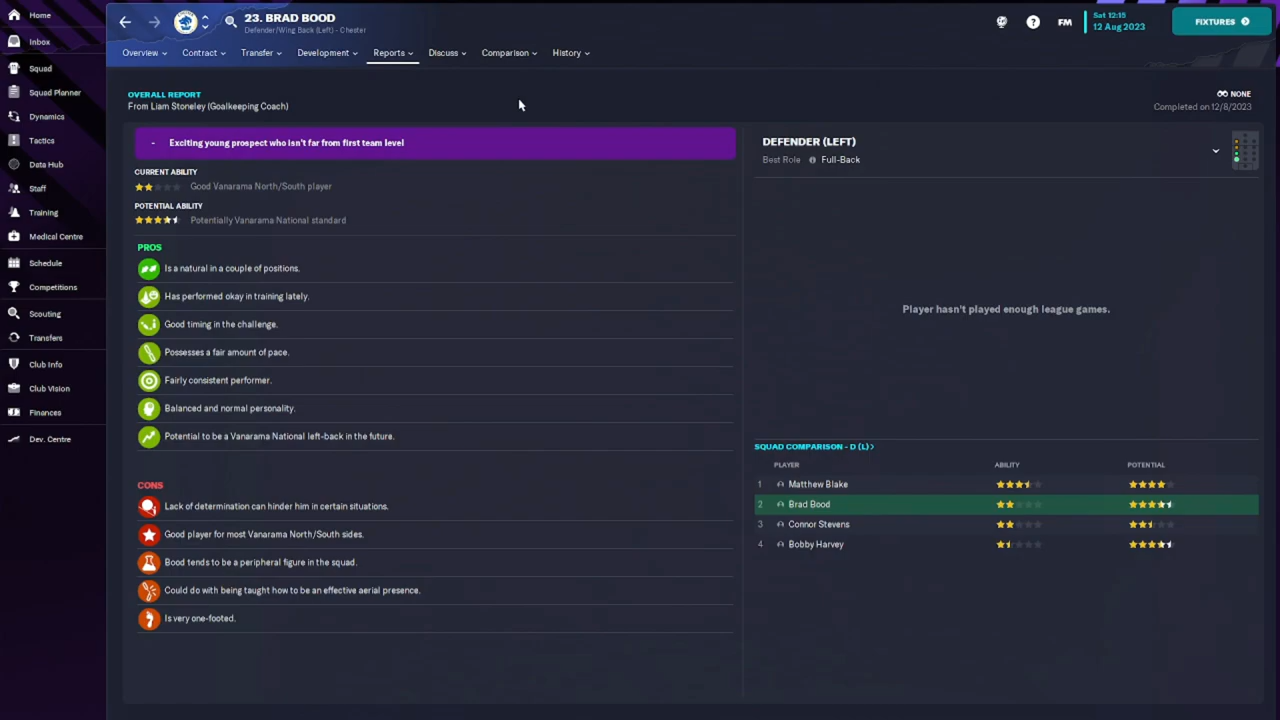 Home
Inbox
Squad
Squad Planner
Dynamics
Tactics
Data Hub
Staff
Training
Medical Centre
Schedule
Competitions
Scouting
Transfers
Club Info
Club Vision
Finances
Dev. Centre
23. BRAD BOOD
Defender/Wing Back (Left) - Chester
FM
Sat 12:15
12 Aug 2023
FIXTURES
Overview
Contract
Transfer
Development
Reports
Discuss
Comparison
History
OVERALL REPORT
From Liam Stoneley (Goalkeeping Coach)
NONE
Completed on 12/8/2023
- Exciting young prospect who isn't far from first team level
CURRENT ABILITY
Good Vanarama North/South player
POTENTIAL ABILITY
Potentially Vanarama National standard
PROS
Is a natural in a couple of positions.
Has performed okay in training lately.
Good timing in the challenge.
Possesses a fair amount of pace.
Fairly consistent performer.
Balanced and normal personality.
Potential to be a Vanarama National left-back in the future.
CONS
Lack of determination can hinder him in certain situations.
Good player for most Vanarama North/South sides.
Bood tends to be a peripheral figure in the squad.
Could do with being taught how to be an effective aerial presence.
Is very one-footed.
DEFENDER (LEFT)
Best Role Full-Back
Player hasn't played enough league games.
SQUAD COMPARISON - D (L)>
PLAYER ABILITY POTENTIAL
1 Matthew Blake
2 Brad Bood
3 Connor Stevens
4 Bobby Harvey